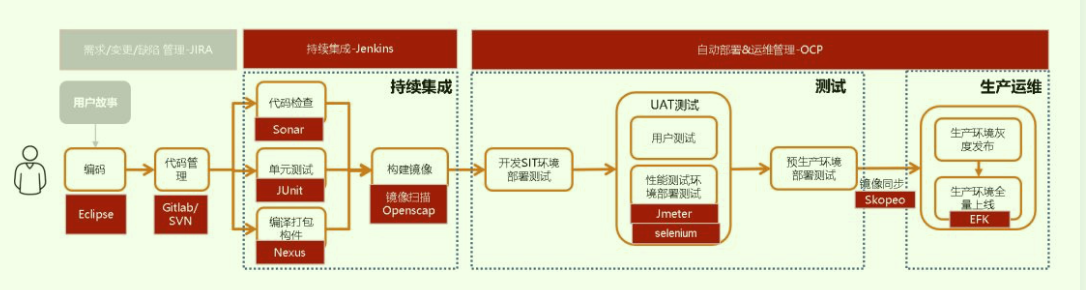 需求/变更/缺陷 管理-JIRA
持续集成-Jenkins
自动部署&运维管理-OCP
用户故事
持续集成
测试
生产运维
编码
Eclipse
代码管
理
Gitlab/
SVN
代码检查
Sonar
单元测试
JUnit
编译打包
构件
Nexus
构建镜像
镜像扫描
Openscap
开发SIT环境
部署测试
UAT测试
用户测试
性能测试环
境部署测试
Jmeter
selenium
预生产环境
部署测试
镜像同步:
Skopeo
生产环境灰
度发布
生产环境全
量上线
EFK